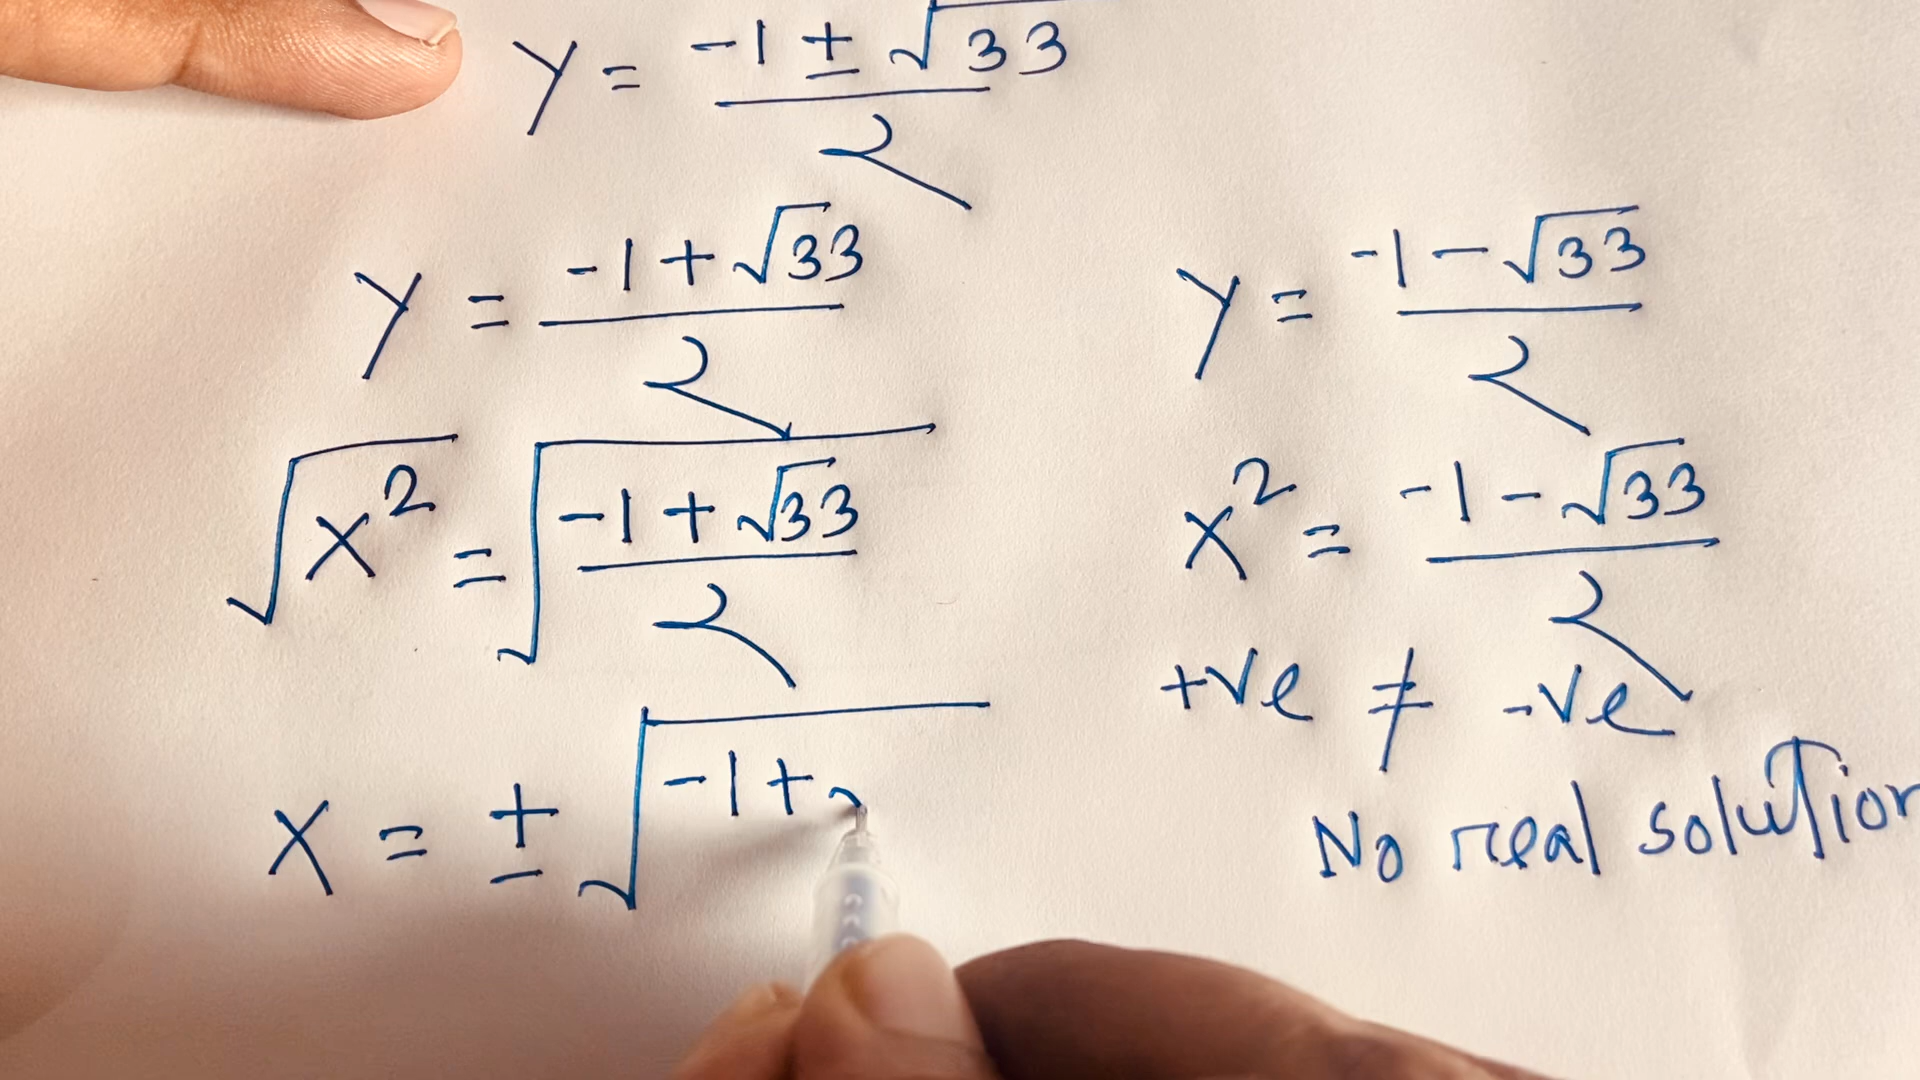 y = (-1 ± √33)/2
y = (-1 + √33)/2
√(x²) = √((-1 + √33)/2)
x = ± √(-1 +
y = (-1 - √33)/2
x² = (-1 - √33)/2
+ve ≠ -ve
No real solution